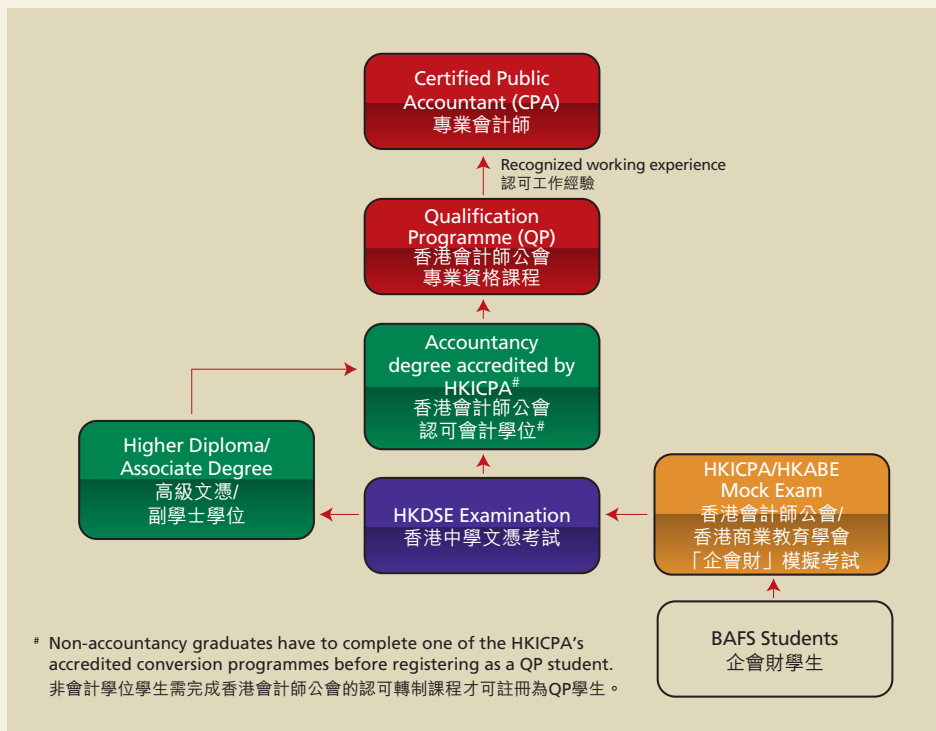 Certified Public
Accountant (CPA)
專業會計師
Recognized working experience
認可工作經驗
Qualification
Programme (QP)
香港會計師公會
專業資格課程
Accountancy
degree accredited by
HKICPA#
香港會計師公會
認可會計學位#
Higher Diploma/
Associate Degree
高級文憑/
副學士學位
HKDSE Examination
香港中學文憑考試
HKICPA/HKABE
Mock Exam
香港會計師公會/
香港商業教育學會
「企會財」模擬考試
BAFS Students
企會財學生
# Non-accountancy graduates have to complete one of the HKICPA's
accredited conversion programmes before registering as a QP student.
非會計學位學生需完成香港會計師公會的認可轉制課程才可註冊為QP學生。